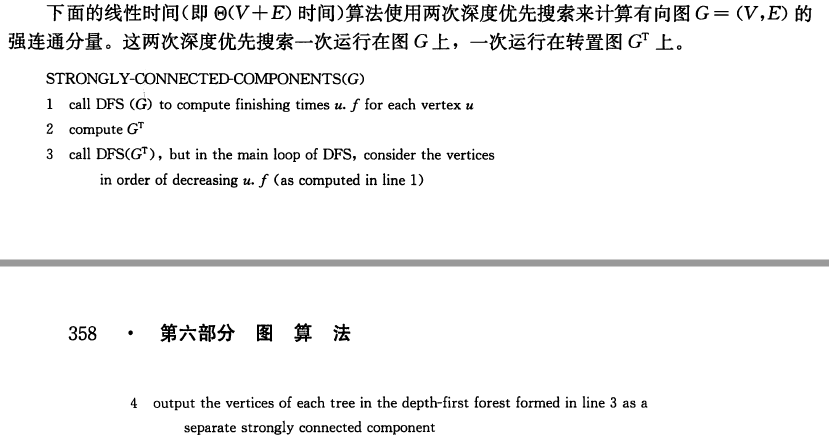 下面的线性时间(即 Θ(V+E) 时间)算法使用两次深度优先搜索来计算有向图 G=(V,E) 的
强连通分量。这两次深度优先搜索一次运行在图 G 上，一次运行在转置图 Gᵀ 上。
STRONGLY-CONNECTED-COMPONENTS(G)
1 call DFS (G) to compute finishing times u. f for each vertex u
2 compute Gᵀ
3 call DFS(Gᵀ), but in the main loop of DFS, consider the vertices
in order of decreasing u. f (as computed in line 1)
358 · 第六部分 图 算 法
4 output the vertices of each tree in the depth-first forest formed in line 3 as a
separate strongly connected component